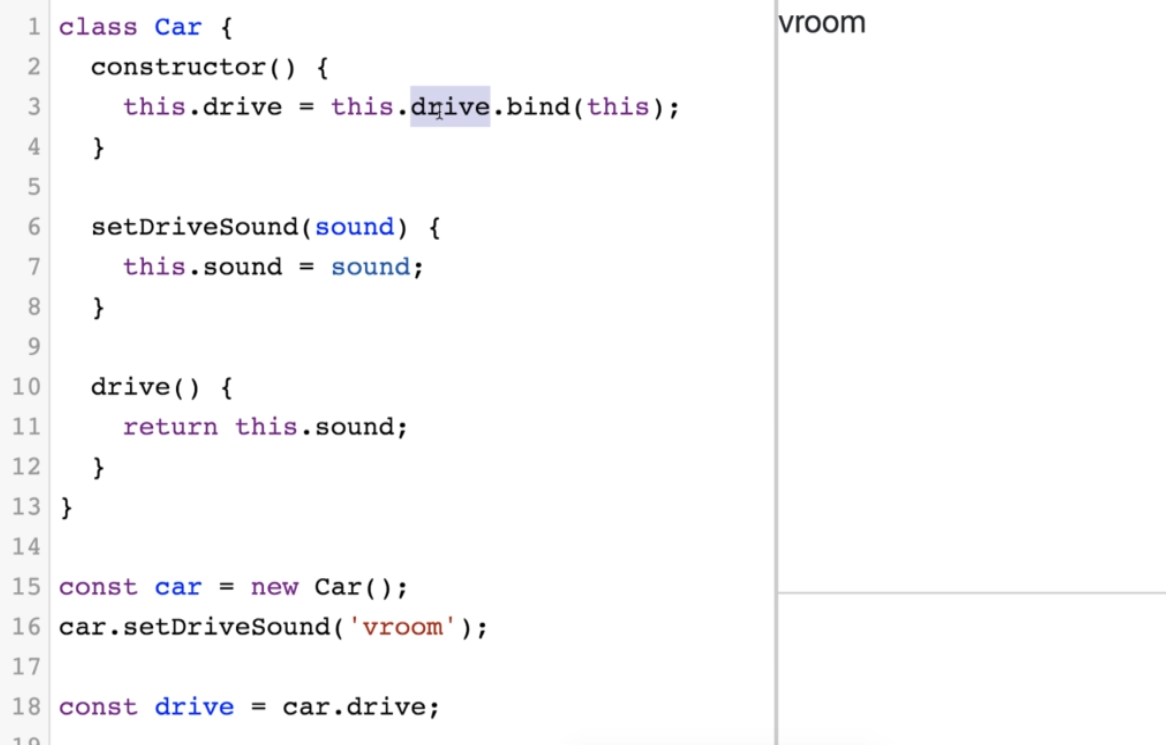 1 class Car {
2 constructor() {
3 this.drive = this.drive.bind(this);
4 }
5
6 setDriveSound(sound) {
7 this.sound = sound;
8 }
9
10 drive() {
11 return this.sound;
12 }
13 }
14
15 const car = new Car();
16 car.setDriveSound('vroom');
17
18 const drive = car.drive;
19
vroom